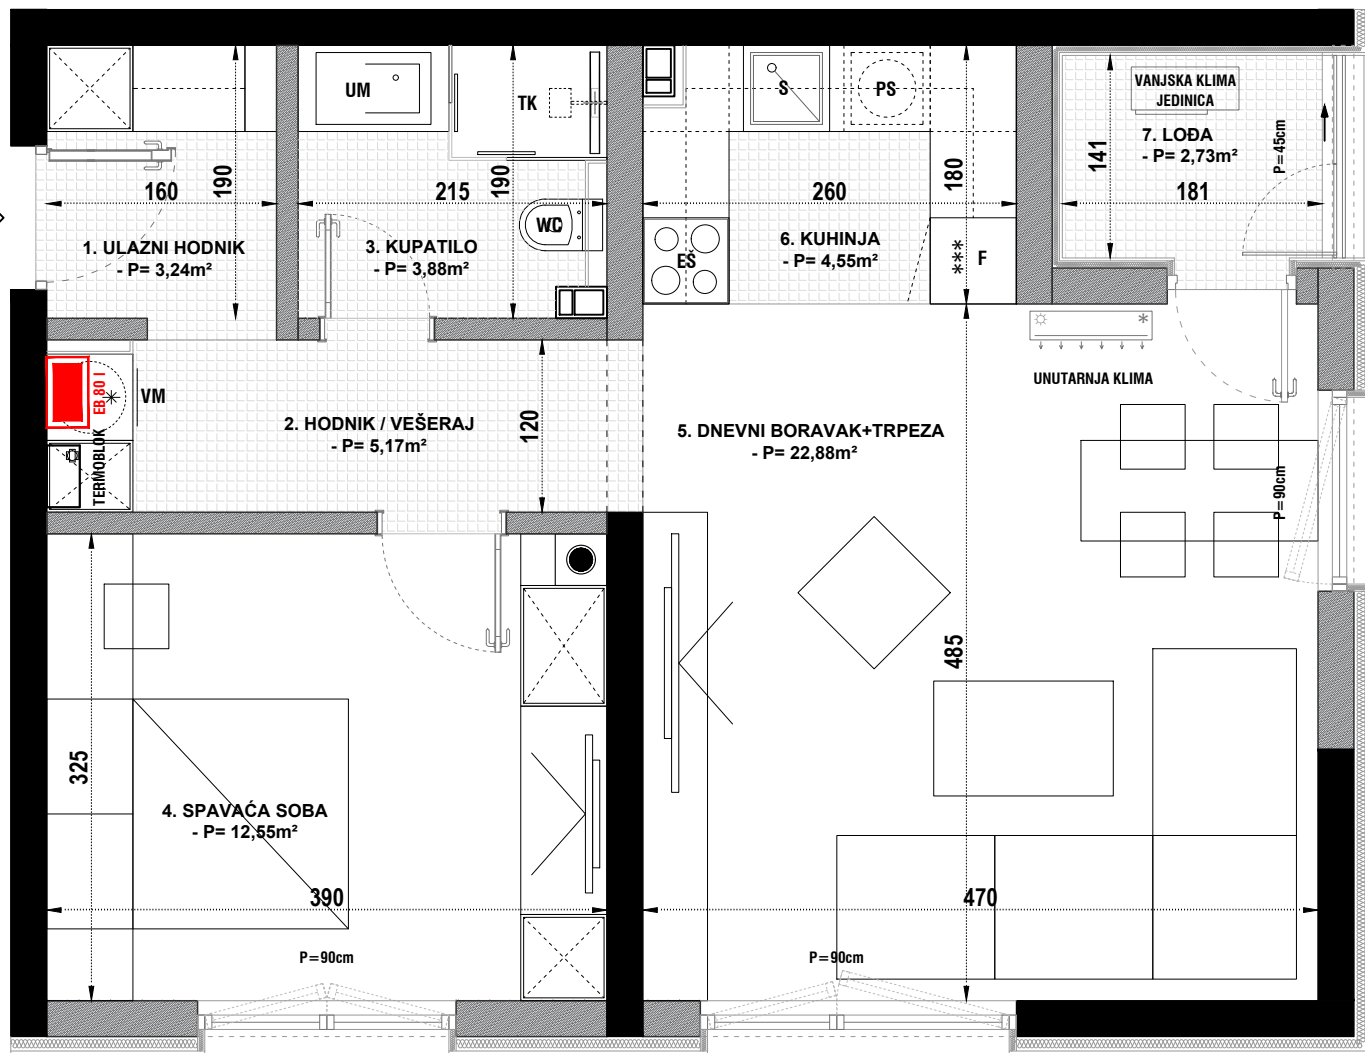 UM
TK
S
PS
VANJSKA KLIMA
JEDINICA
7. LOĐA
- P= 2,73m²
P=45cm
141
181
190
160
1. ULAZNI HODNIK
- P= 3,24m²
190
215
WC
3. KUPATILO
- P= 3,88m²
180
260
6. KUHINJA
- P= 4,55m²
EŠ
*** F
UNUTARNJA KLIMA
EB 80 l
VM
TERMOBLOK
2. HODNIK / VEŠERAJ
- P= 5,17m²
120
5. DNEVNI BORAVAK+TRPEZA
- P= 22,88m²
P=90cm
485
325
4. SPAVAĆA SOBA
- P= 12,55m²
390
470
P=90cm
P=90cm